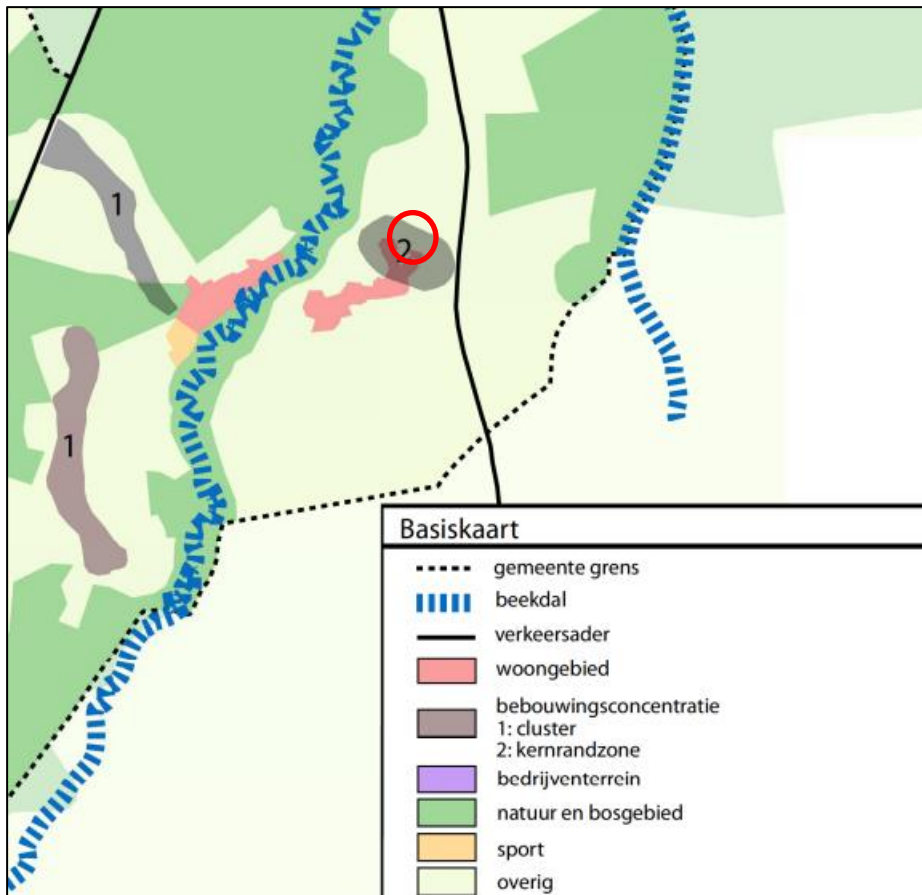 1
2
1
Basiskaart
gemeente grens
beekdal
verkeersader
woongebied
bebouwingsconcentratie
1: cluster
2: kernrandzone
bedrijventerrein
natuur en bosgebied
sport
overig